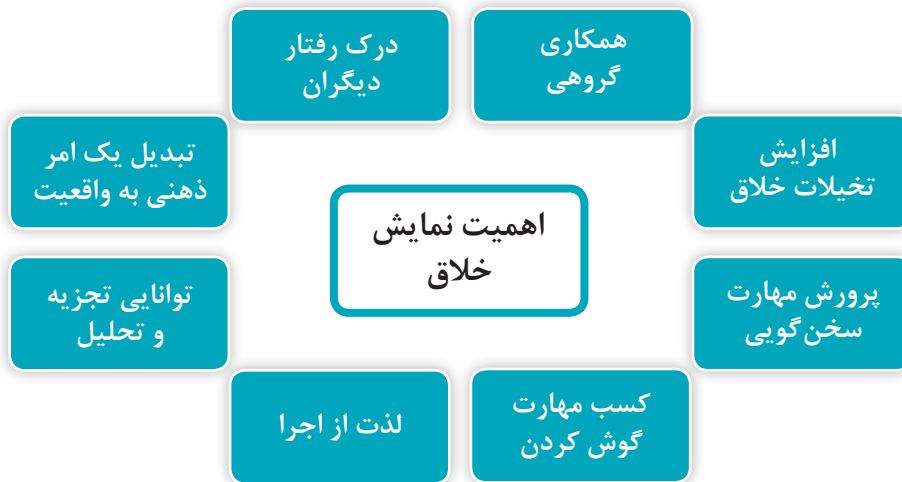 همکاری
گروهی
درک رفتار
دیگران
افزایش
تخیلات خلاق
تبدیل یک امر
ذهنی به واقعیت
اهمیت نمایش
خلاق
پرورش مهارت
سخن‌گویی
توانایی تجزیه
و تحلیل
کسب مهارت
گوش کردن
لذت از اجرا